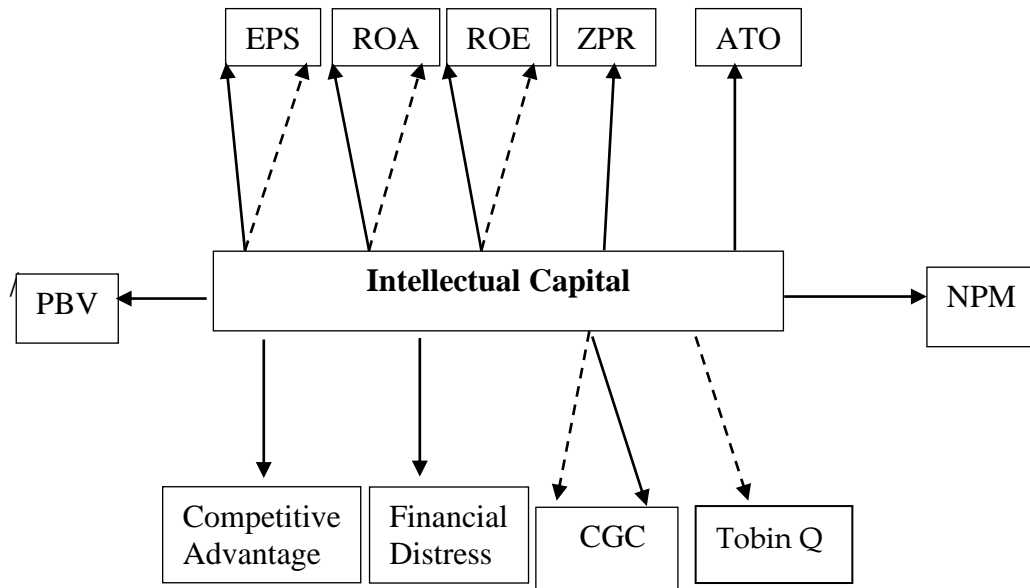 EPS
ROA
ROE
ZPR
ATO
Intellectual Capital
/
PBV
NPM
Competitive
Advantage
Financial
Distress
CGC
Tobin Q